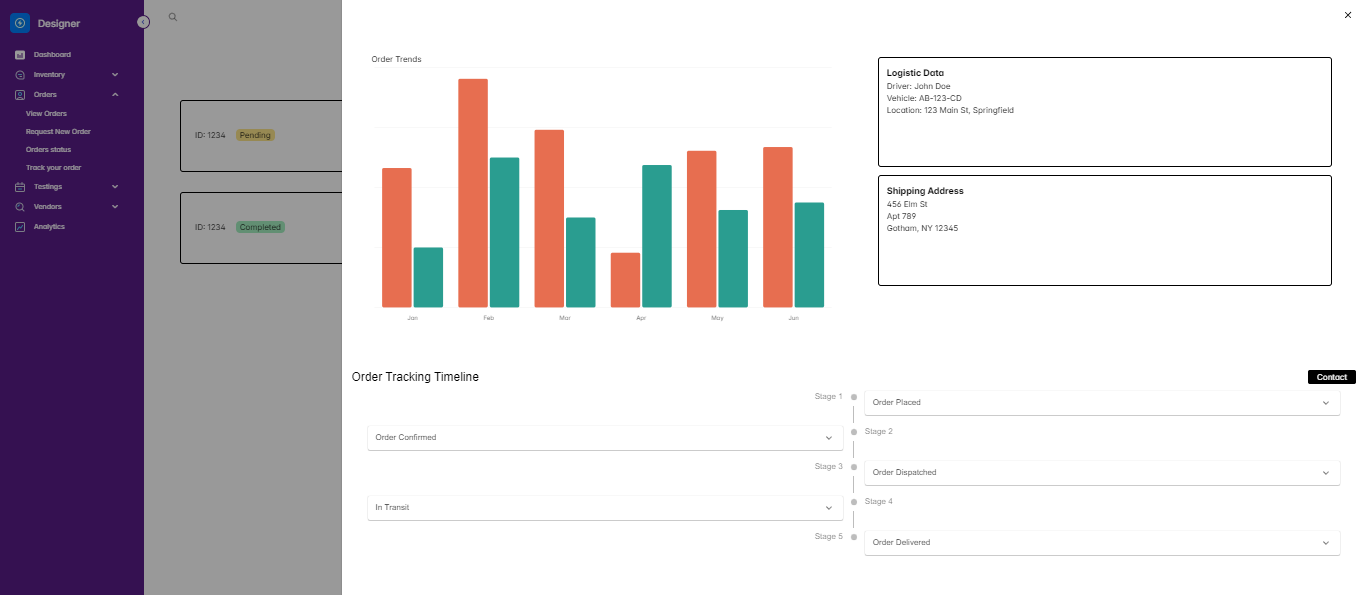 Designer
Dashboard
Inventory
Orders
View Orders
Request New Order
Orders status
Track your order
Testings
Vendors
Analytics
ID: 1234 Pending
ID: 1234 Completed
Order Trends
Jan Feb Mar Apr May Jun
Logistic Data
Driver: John Doe
Vehicle: AB-123-CD
Location: 123 Main St, Springfield
Shipping Address
456 Elm St
Apt 789
Gotham, NY 12345
Order Tracking Timeline
Contact
Stage 1 Order Placed
Order Confirmed Stage 2
Stage 3 Order Dispatched
In Transit Stage 4
Stage 5 Order Delivered